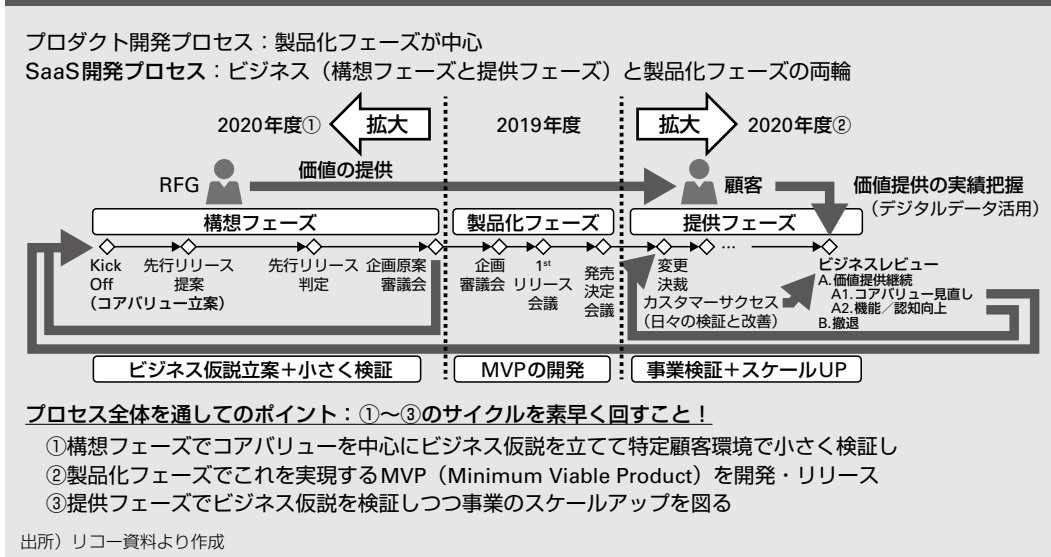 プロダクト開発プロセス：製品化フェーズが中心
SaaS開発プロセス：ビジネス（構想フェーズと提供フェーズ）と製品化フェーズの両輪
2020年度①
拡大
2019年度
拡大
2020年度②
RFG
価値の提供
顧客
価値提供の実績把握
（デジタルデータ活用）
構想フェーズ
製品化フェーズ
提供フェーズ
Kick
Off
（コアバリュー立案）
先行リリース
提案
先行リリース
判定
企画原案
審議会
企画
審議会
1st
リリース
会議
発売
決定
会議
変更
決裁
…
カスタマーサクセス
（日々の検証と改善）
ビジネスレビュー
A.価値提供継続
A1.コアバリュー見直し
A2.機能／認知向上
B.撤退
ビジネス仮説立案＋小さく検証
MVPの開発
事業検証＋スケールUP
プロセス全体を通してのポイント：①～③のサイクルを素早く回すこと！
①構想フェーズでコアバリューを中心にビジネス仮説を立てて特定顧客環境で小さく検証し
②製品化フェーズでこれを実現するMVP（Minimum Viable Product）を開発・リリース
③提供フェーズでビジネス仮説を検証しつつ事業のスケールアップを図る
出所）リコー資料より作成